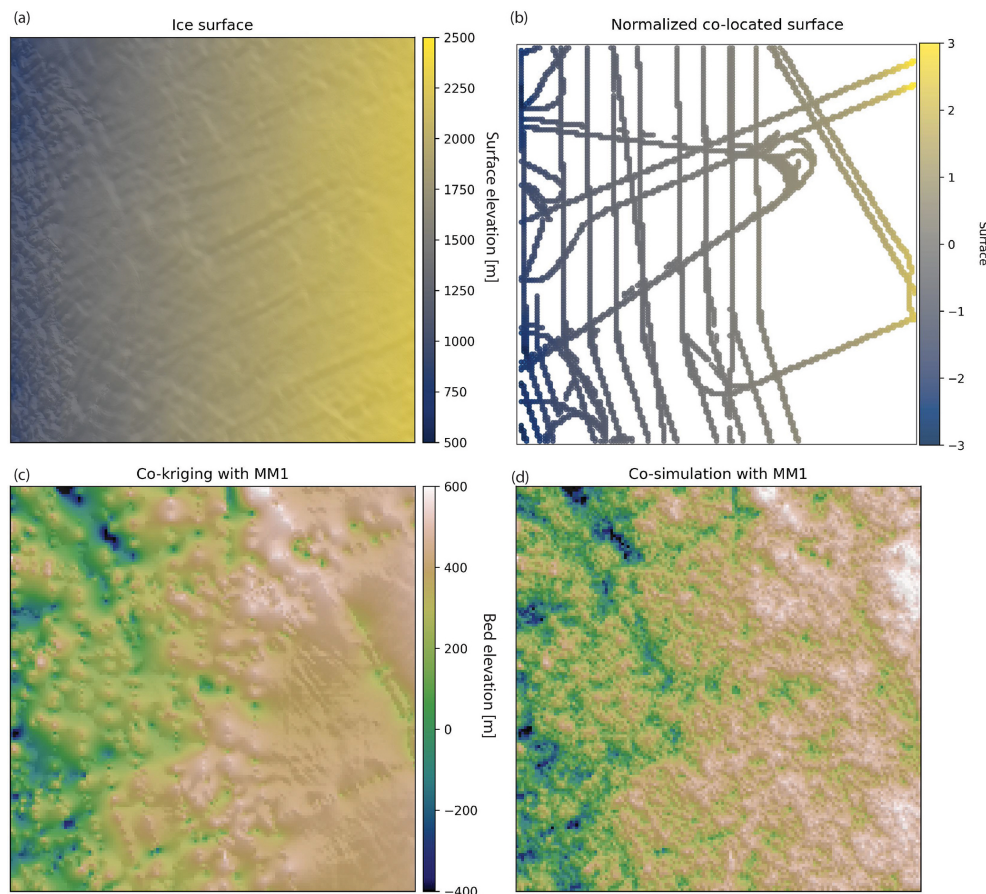 (a)
Ice surface
2500
2250
2000
1750
1500
1250
1000
750
500
Surface elevation [m]
(b)
Normalized co-located surface
3
2
1
0
−1
−2
−3
(c)
Co-kriging with MM1
600
400
200
0
−200
−400
Bed elevation [m]
(d)
Co-simulation with MM1